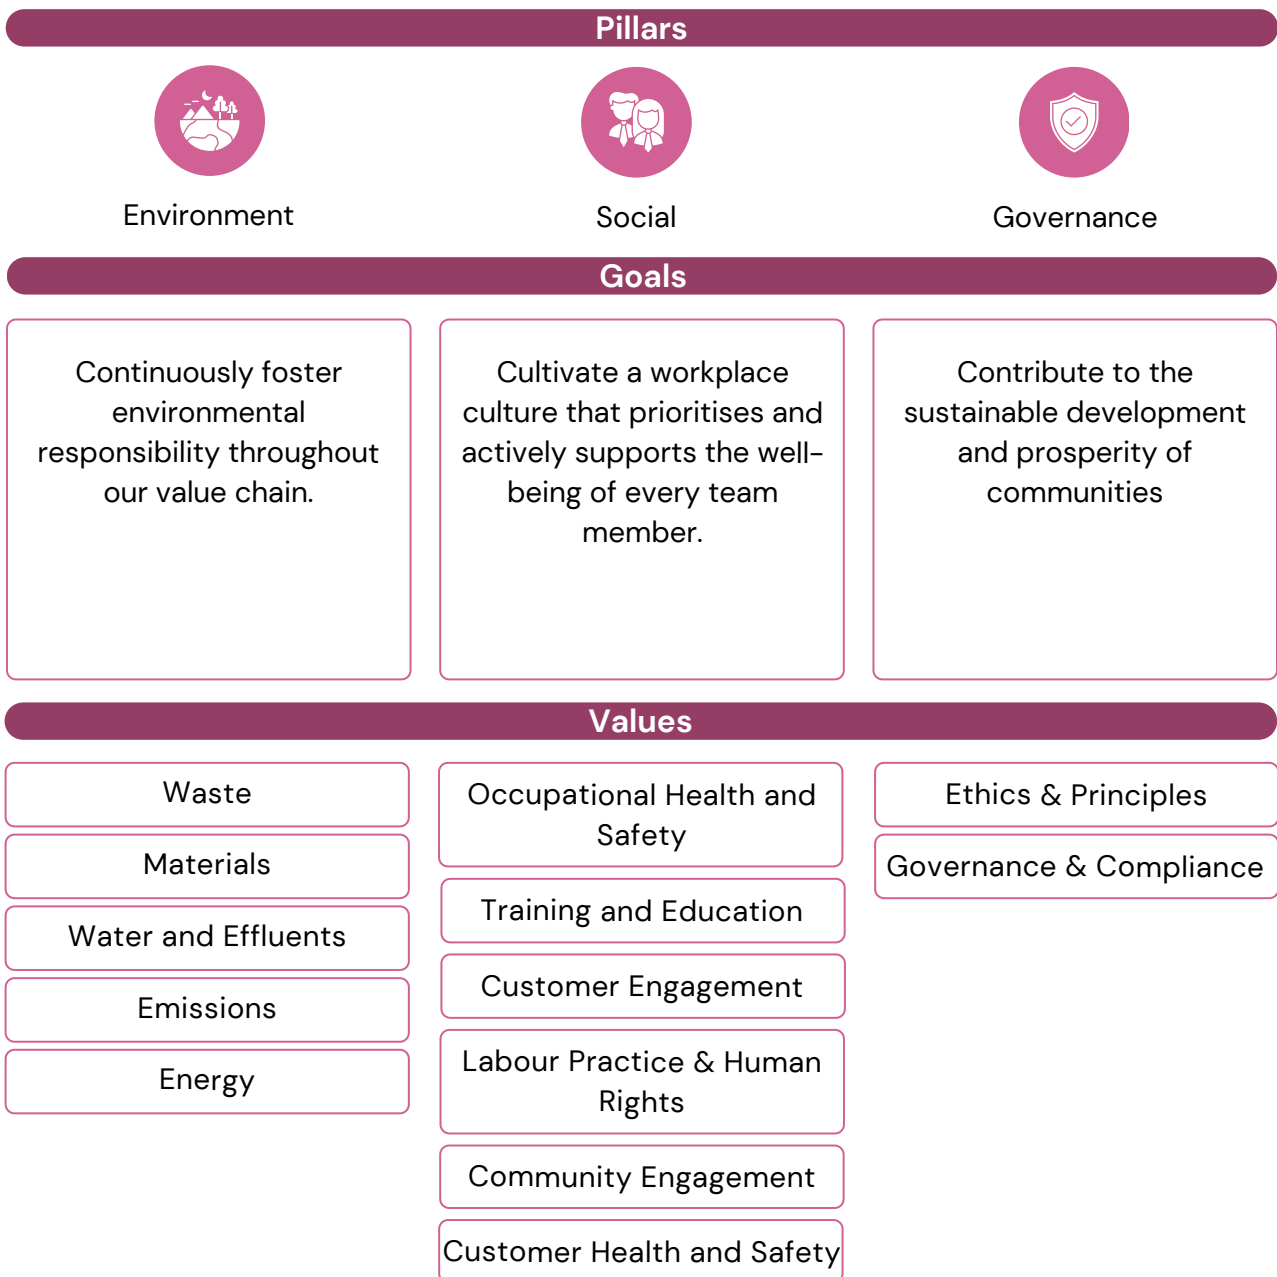 Pillars
Environment
Social
Governance
Goals
Continuously foster
environmental
responsibility throughout
our value chain.
Cultivate a workplace
culture that prioritises and
actively supports the well-
being of every team
member.
Contribute to the
sustainable development
and prosperity of
communities
Values
Waste
Materials
Water and Effluents
Emissions
Energy
Occupational Health and
Safety
Training and Education
Customer Engagement
Labour Practice & Human
Rights
Community Engagement
Customer Health and Safety
Ethics & Principles
Governance & Compliance